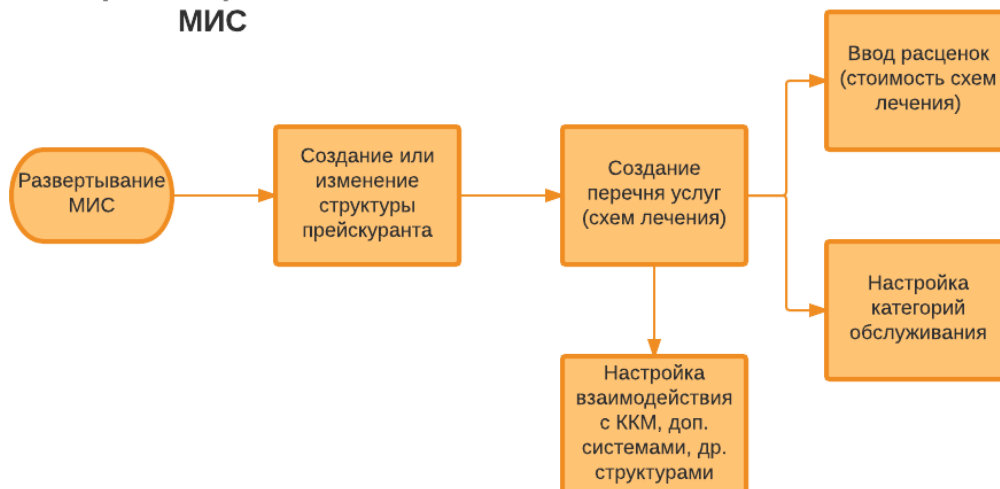 МИС
Развертывание
МИС
Создание или
изменение
структуры
прейскуранта
Создание
перечня услуг
(схем лечения)
Ввод расценок
(стоимость схем
лечения)
Настройка
категорий
обслуживания
Настройка
взаимодействия
с ККМ, доп.
системами, др.
структурами